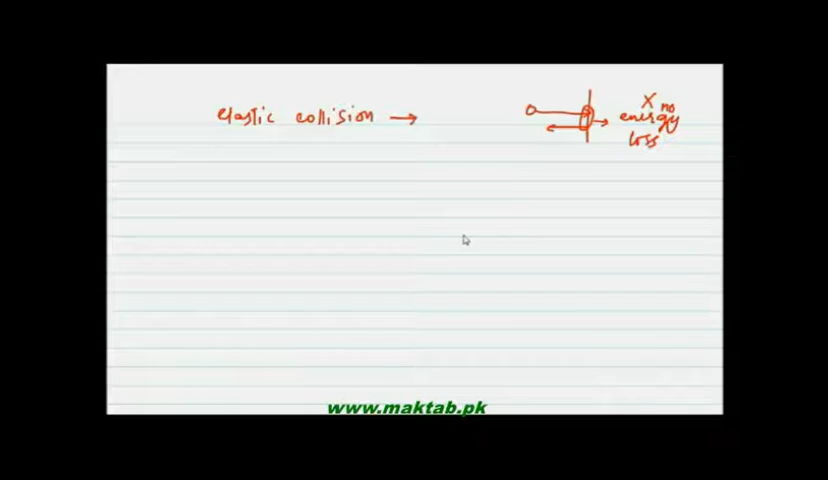 elastic collision →
X no
energy
loss
www.maktab.pk